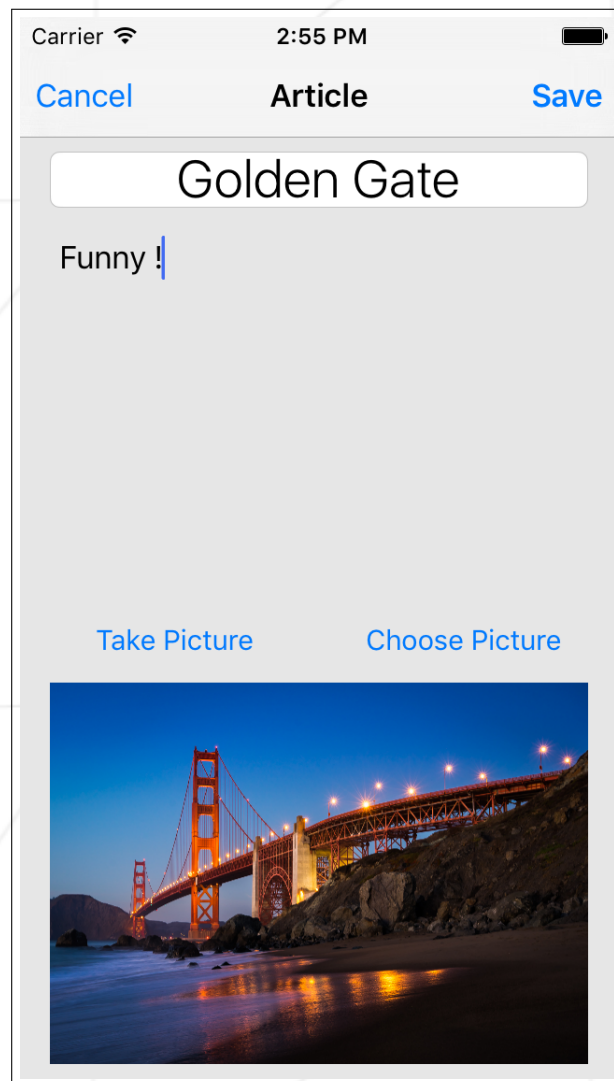 Carrier 2:55 PM
Cancel Article Save
Golden Gate
Funny !
Take Picture Choose Picture